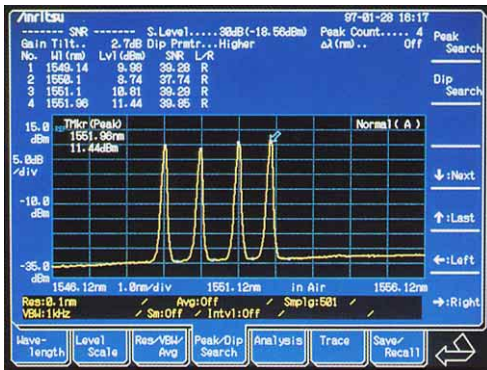 Anritsu 97-01-28 16:17
------- SNR ------- S.Level....30dB(-18.56dBm) Peak Count..... 4
Gain Tilt.. 2.7dB Dip Prmtr...Higher Δλ(nm).. Off
No. Wl(nm) Lvl(dBm) SNR L/R
1 1549.14 9.98 39.28 R
2 1550.1 8.74 37.74 R
3 1551.1 10.81 39.29 R
4 1551.96 11.44 39.85 R
Peak
Search
Dip
Search
↓:Next
↑:Last
←:Left
→:Right
TMkr(Peak)
1551.96nm
11.44dBm
Normal(A)
15.0
dBm
5.0dB
/div
-10.0
dBm
-35.0
dBm
1546.12nm 1.0nm/div 1551.12nm in Air 1556.12nm
Res:0.1nm / Avg:Off / Smplg:501 /
VBW:1kHz / Sm:Off / Intvl:Off / /
Wave-
length
Level
Scale
Res/VBW/
Avg
Peak/Dip
Search
Analysis
Trace
Save/
Recall